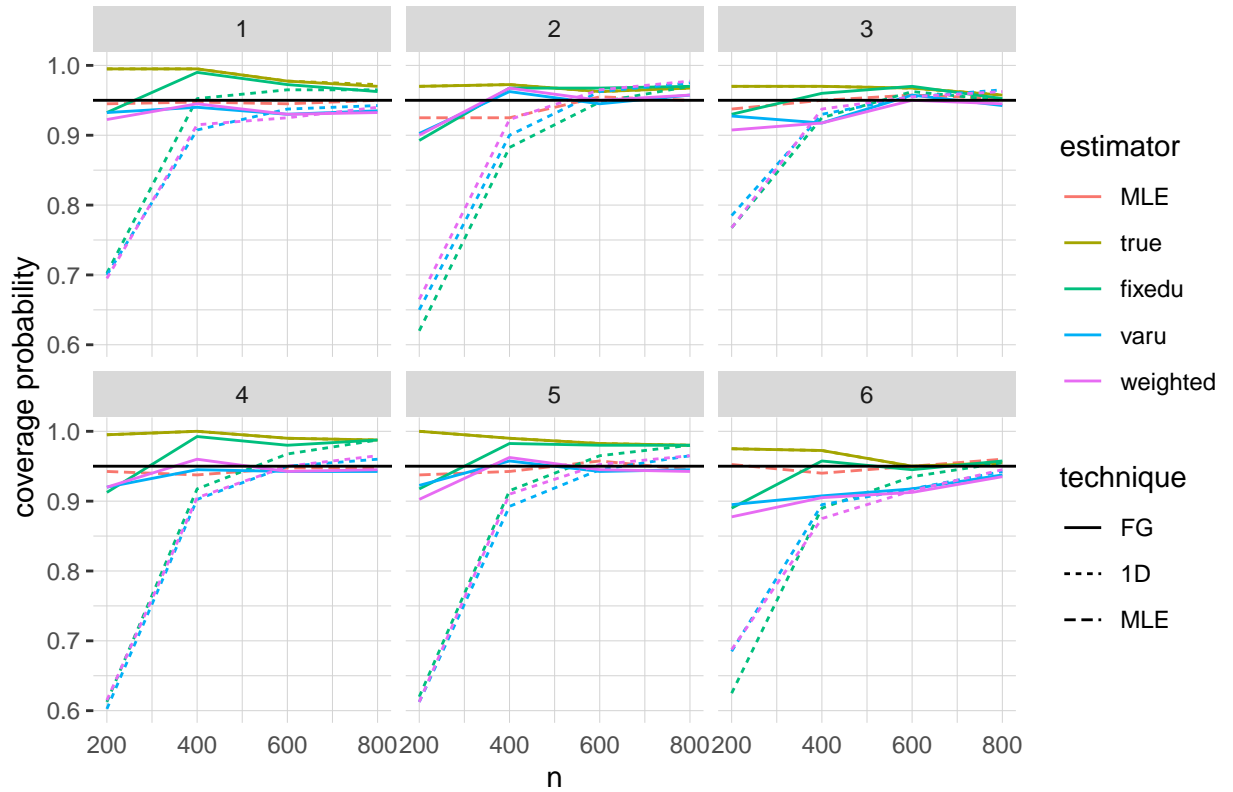 1 2 3
1.0
0.9
0.8
0.7
0.6
4 5 6
1.0
0.9
0.8
0.7
0.6
200 400 600 800 200 400 600 800 200 400 600 800
n
coverage probability
estimator
MLE
true
fixedu
varu
weighted
technique
FG
1D
MLE